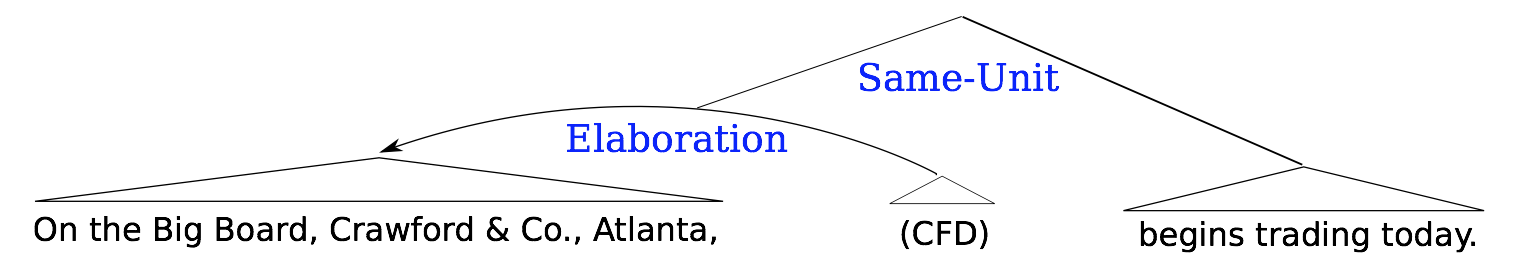 Same-Unit
Elaboration
On the Big Board, Crawford & Co., Atlanta,
(CFD)
begins trading today.